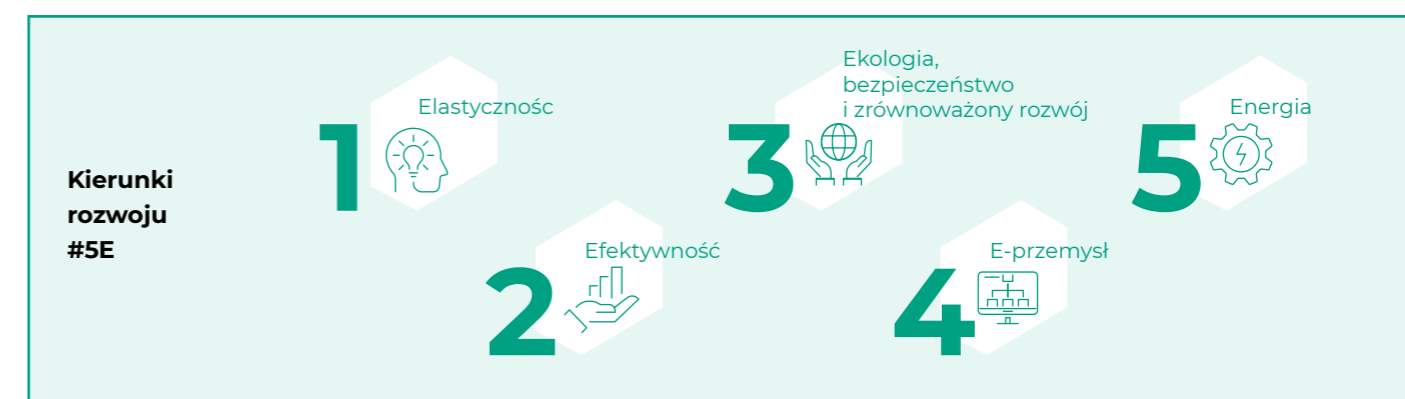 Kierunki
rozwoju
#5E
1
Elastycznośc
2
Efektywność
3
Ekologia,
bezpieczeństwo
i zrównoważony rozwój
4
E-przemysł
5
Energia